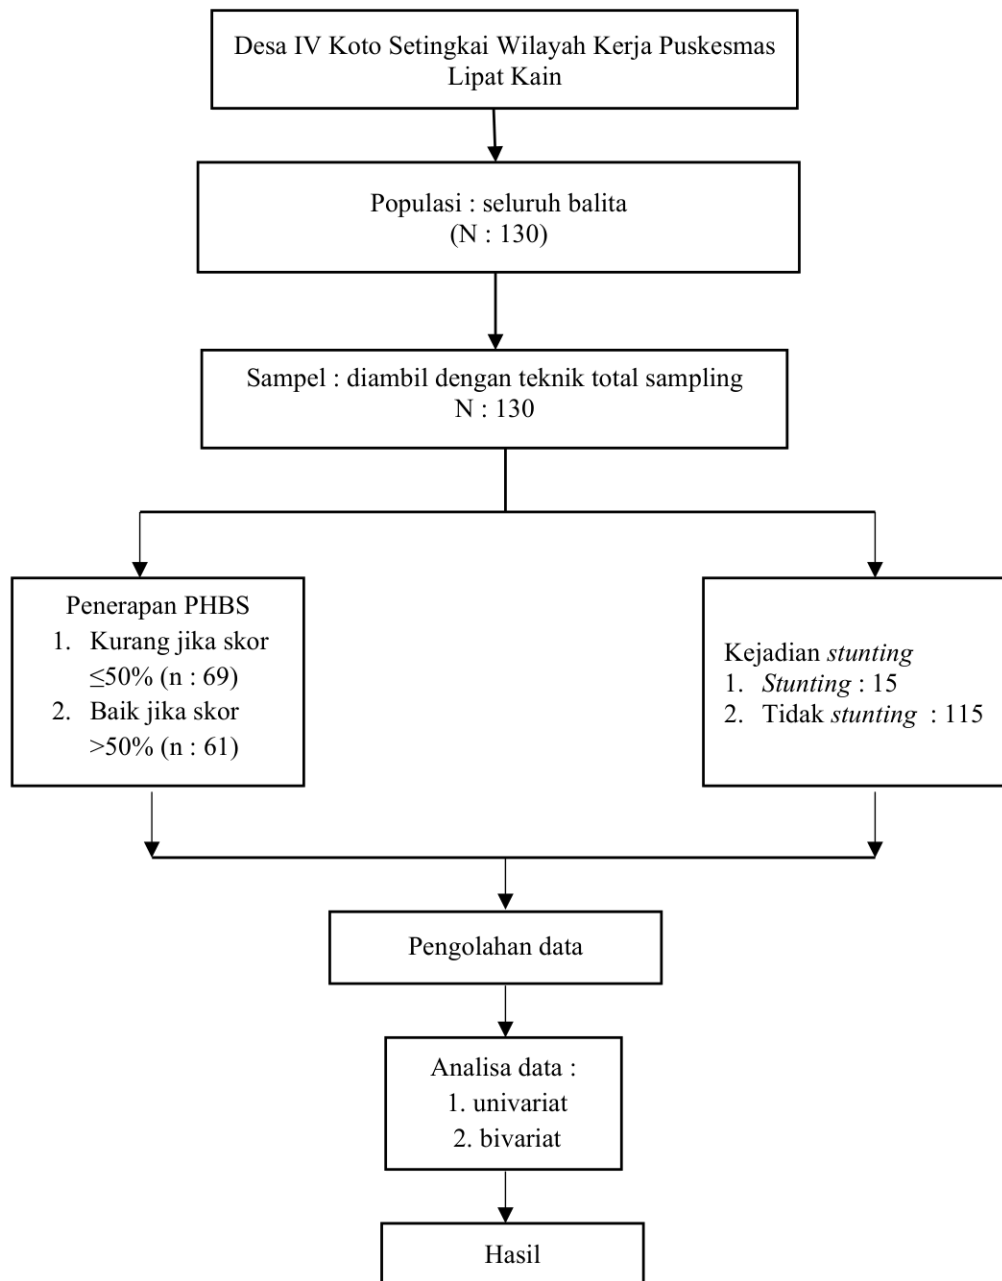 Desa IV Koto Setingkai Wilayah Kerja Puskesmas
Lipat Kain
Populasi : seluruh balita
(N : 130)
Sampel : diambil dengan teknik total sampling
N : 130
Penerapan PHBS
1. Kurang jika skor
≤50% (n : 69)
2. Baik jika skor
>50% (n : 61)
Kejadian stunting
1. Stunting : 15
2. Tidak stunting : 115
Pengolahan data
Analisa data :
1. univariat
2. bivariat
Hasil